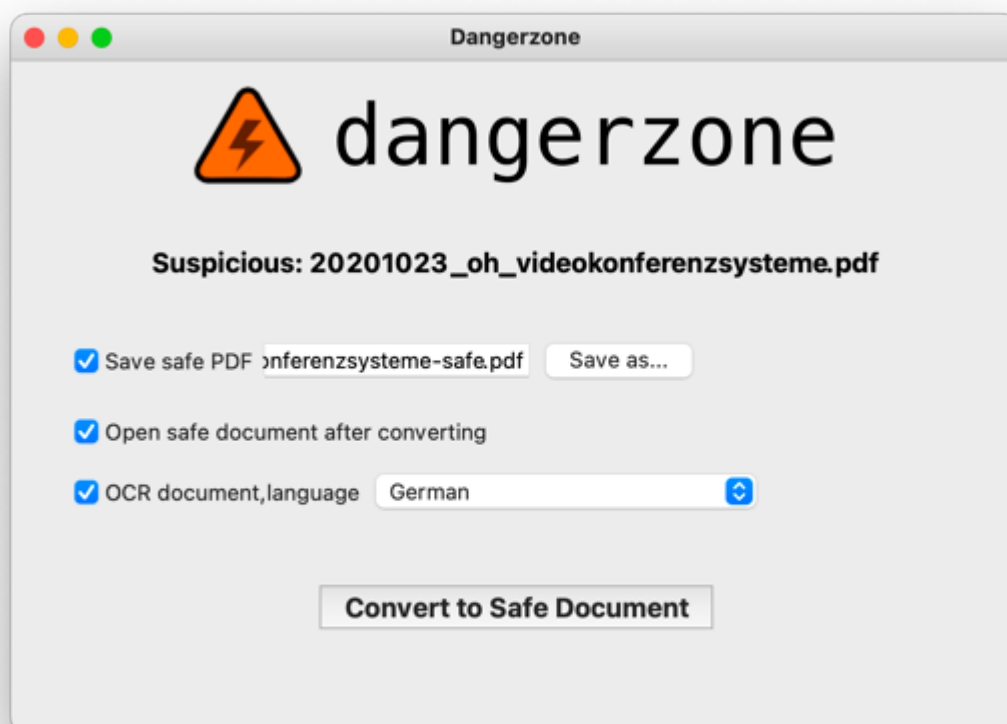 Dangerzone
dangerzone
Suspicious: 20201023_oh_videokonferenzsysteme.pdf
Save safe PDF onferenzsysteme-safe.pdf Save as...
Open safe document after converting
OCR document,language German
Convert to Safe Document